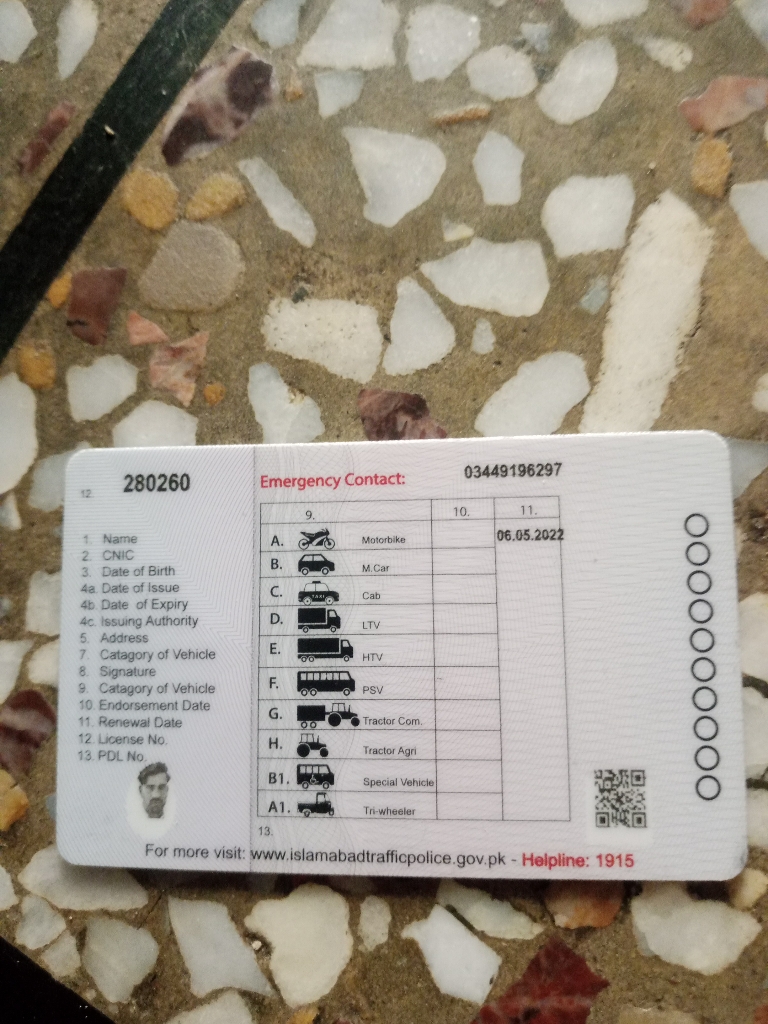 12. 280260
Emergency Contact: 03449196297
1. Name
2. CNIC
3. Date of Birth
4a. Date of Issue
4b. Date of Expiry
4c. Issuing Authority
5. Address
7. Catagory of Vehicle
8. Signature
9. Catagory of Vehicle
10. Endorsement Date
11. Renewal Date
12. License No.
13. PDL No.
9. 10. 11.
A. Motorbike 06.05.2022
B. M.Car
C. TAXI Cab
D. LTV
E. HTV
F. PSV
G. Tractor Com.
H. Tractor Agri
B1. Special Vehicle
A1. Tri-wheeler
13.
For more visit: www.islamabadtrafficpolice.gov.pk - Helpline: 1915